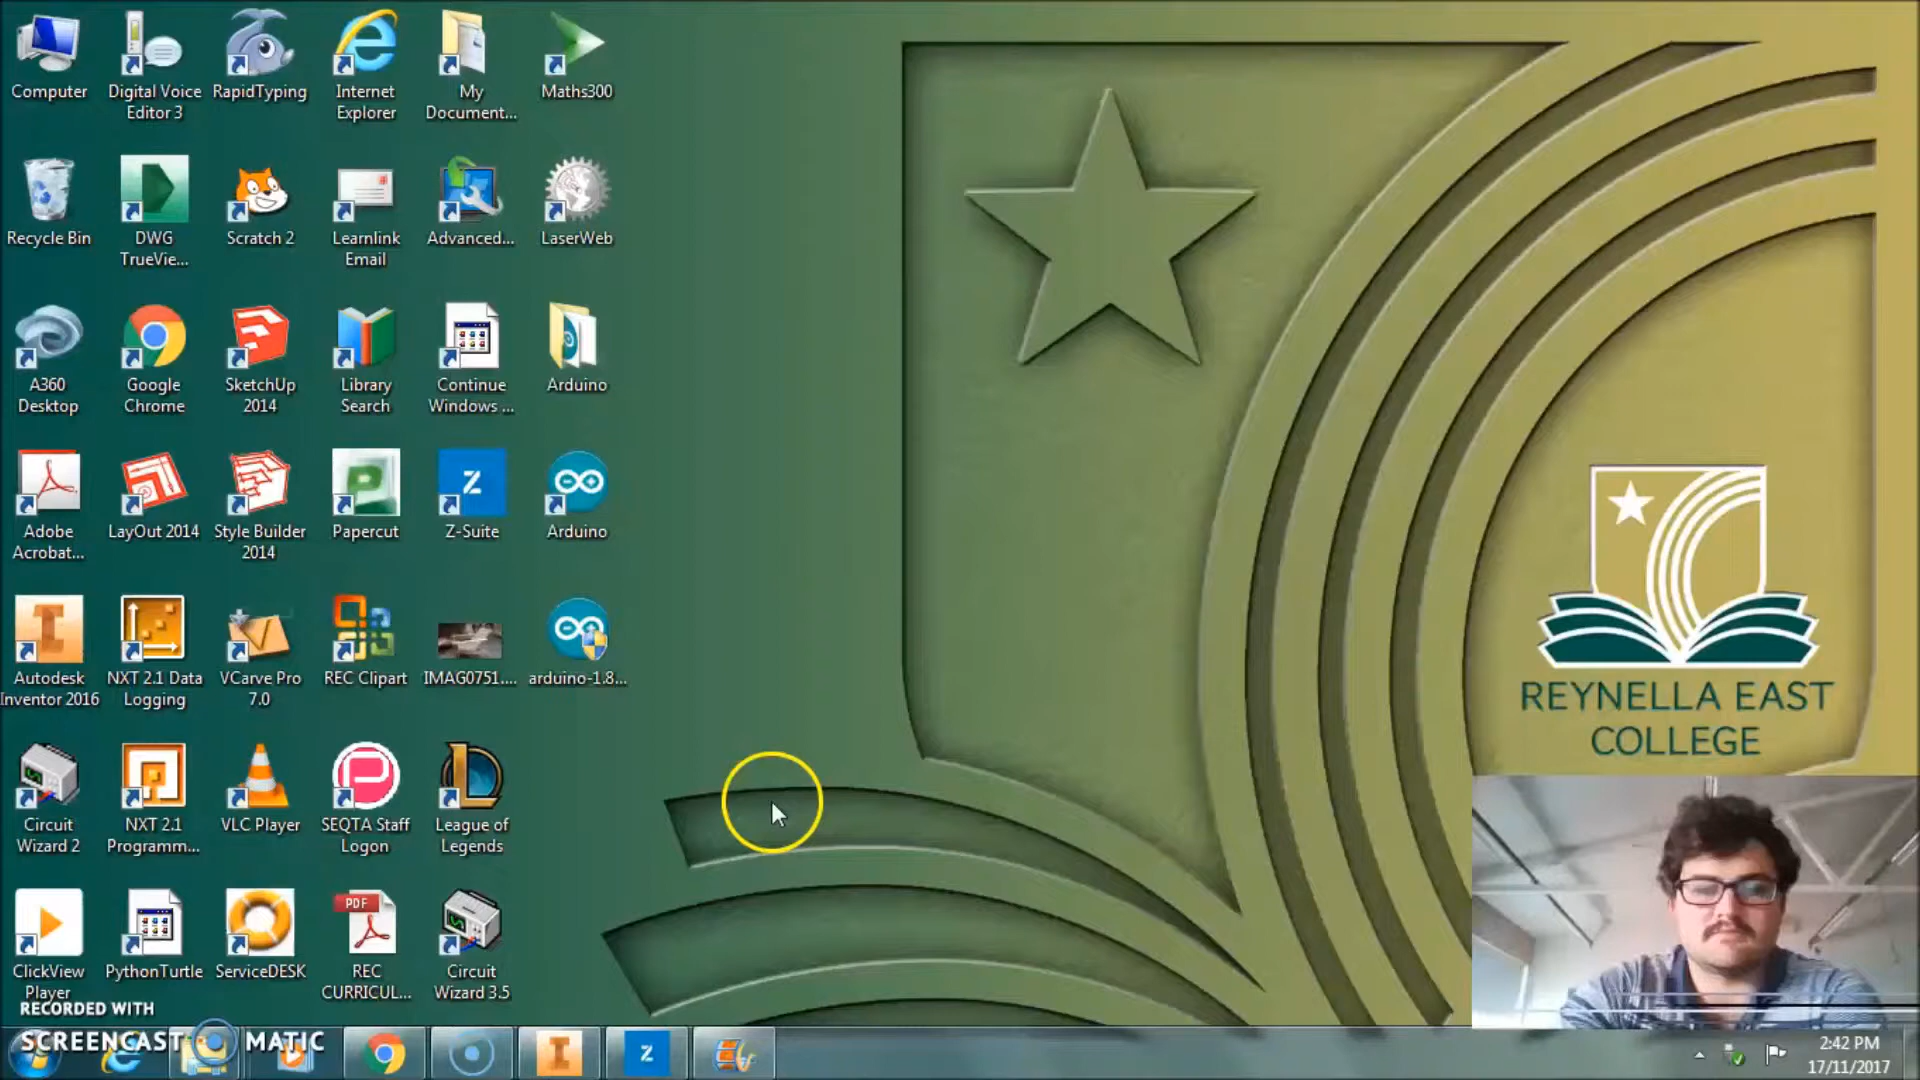 Computer
Digital Voice
Editor 3
RapidTyping
Internet
Explorer
My
Document...
Maths300
Recycle Bin
DWG
TrueVie...
Scratch 2
Learnlink
Email
Advanced...
LaserWeb
A360
Desktop
Google
Chrome
SketchUp
2014
Library
Search
Continue
Windows ...
Arduino
Adobe
Acrobat...
LayOut 2014
Style Builder
2014
Papercut
Z-Suite
Arduino
Autodesk
Inventor 2016
NXT 2.1 Data
Logging
VCarve Pro
7.0
REC Clipart
IMAG0751....
arduino-1.8...
REYNELLA EAST
COLLEGE
Circuit
Wizard 2
NXT 2.1
Programm...
VLC Player
SEQTA Staff
Logon
League of
Legends
PDF
ClickView
Player
PythonTurtle
ServiceDESK
REC
CURRICUL...
Circuit
Wizard 3.5
RECORDED WITH
SCREENCAST MATIC
2:42 PM
17/11/2017